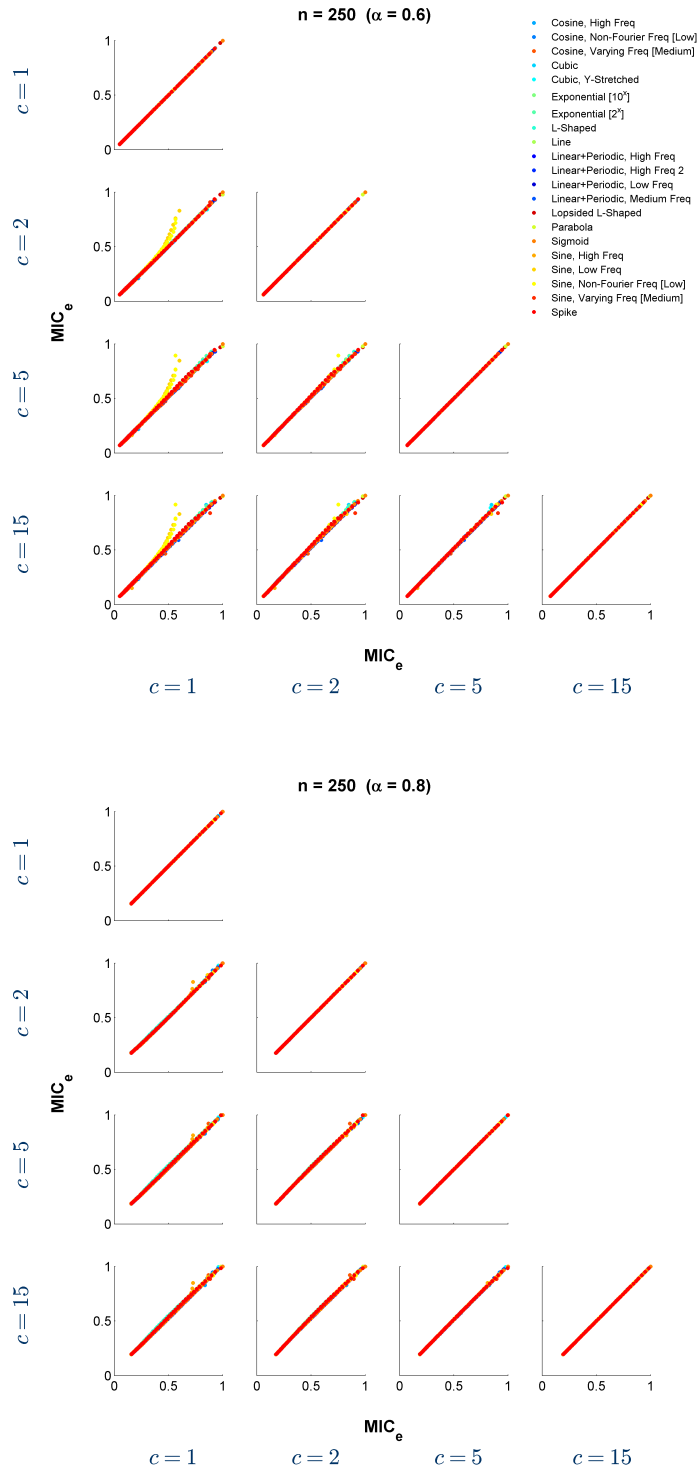 n = 250 (α = 0.6)
Cosine, High Freq
Cosine, Non-Fourier Freq [Low]
Cosine, Varying Freq [Medium]
Cubic
Cubic, Y-Stretched
Exponential [10^x]
Exponential [2^x]
L-Shaped
Line
Linear+Periodic, High Freq
Linear+Periodic, High Freq 2
Linear+Periodic, Low Freq
Linear+Periodic, Medium Freq
Lopsided L-Shaped
Parabola
Sigmoid
Sine, High Freq
Sine, Low Freq
Sine, Non-Fourier Freq [Low]
Sine, Varying Freq [Medium]
Spike
c = 1
1
0.5
0
c = 2
1
0.5
0
MIC_e
c = 5
1
0.5
0
c = 15
1
0.5
0
0 0.5 1 0 0.5 1 0 0.5 1 0 0.5 1
MIC_e
c = 1 c = 2 c = 5 c = 15
n = 250 (α = 0.8)
c = 1
1
0.5
0
c = 2
1
0.5
0
MIC_e
c = 5
1
0.5
0
c = 15
1
0.5
0
0 0.5 1 0 0.5 1 0 0.5 1 0 0.5 1
MIC_e
c = 1 c = 2 c = 5 c = 15